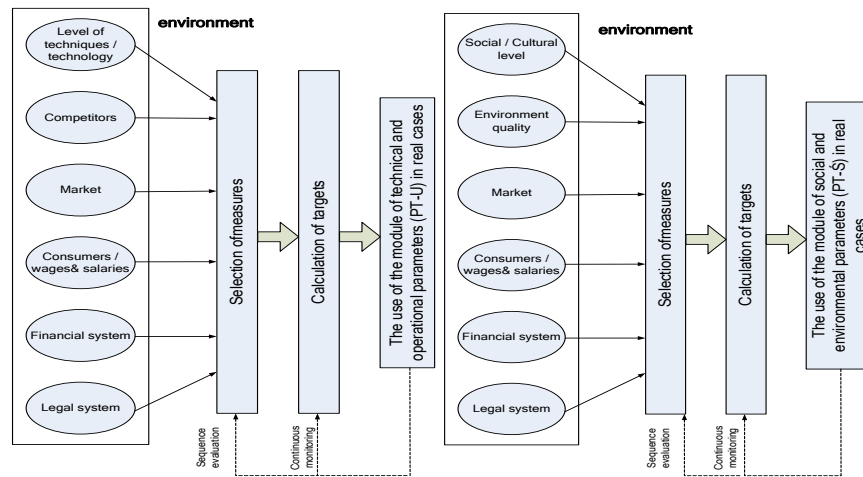 environment
Level of
techniques /
technology
Competitors
Market
Consumers /
wages& salaries
Financial system
Legal system
Selection ofmeasures
Calculation of targets
The use of the module of technical and
operational parameters (PT-U) in real cases
Sequence
evaluation
Continuous
monitoring
environment
Social / Cultural
level
Environment
quality
Market
Consumers /
wages& salaries
Financial system
Legal system
Selection of measures
Calculation of targets
The use of the module of social and
environmental parameters (PT-Ś) in real
cases
Sequence
evaluation
Continuous
monitoring